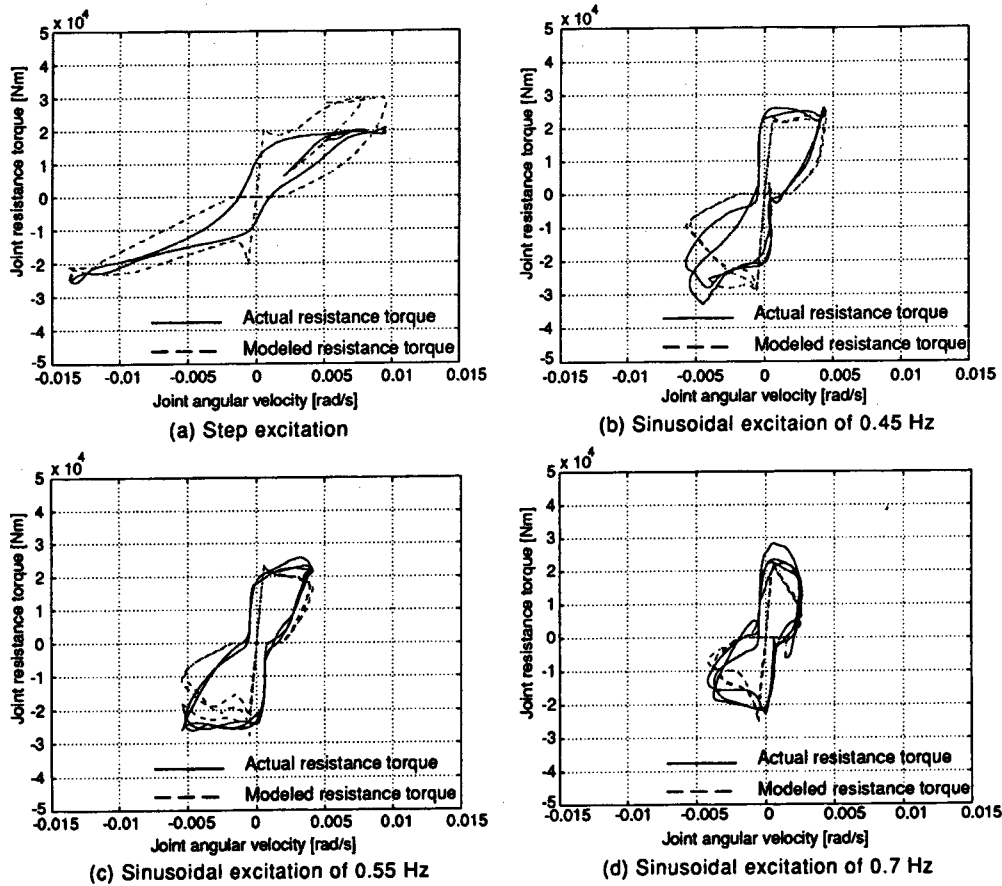 x 10⁴
Joint resistance torque [Nm]
5
4
3
2
1
0
-1
-2
-3
-4
-5
Actual resistance torque
Modeled resistance torque
-0.015 -0.01 -0.005 0 0.005 0.01 0.015
Joint angular velocity [rad/s]
(a) Step excitation
x 10⁴
Joint resistance torque [Nm]
5
4
3
2
1
0
-1
-2
-3
-4
-5
Actual resistance torque
Modeled resistance torque
-0.015 -0.01 -0.005 0 0.005 0.01 0.015
Joint angular velocity [rad/s]
(b) Sinusoidal excitaion of 0.45 Hz
x 10⁴
Joint resistance torque [Nm]
5
4
3
2
1
0
-1
-2
-3
-4
-5
Actual resistance torque
Modeled resistance torque
-0.015 -0.01 -0.005 0 0.005 0.01 0.015
Joint angular velocity [rad/s]
(c) Sinusoidal excitation of 0.55 Hz
x 10⁴
Joint resistance torque [Nm]
5
4
3
2
1
0
-1
-2
-3
-4
-5
Actual resistance torque
Modeled resistance torque
-0.015 -0.01 -0.005 0 0.005 0.01 0.015
Joint angular velocity [rad/s]
(d) Sinusoidal excitation of 0.7 Hz